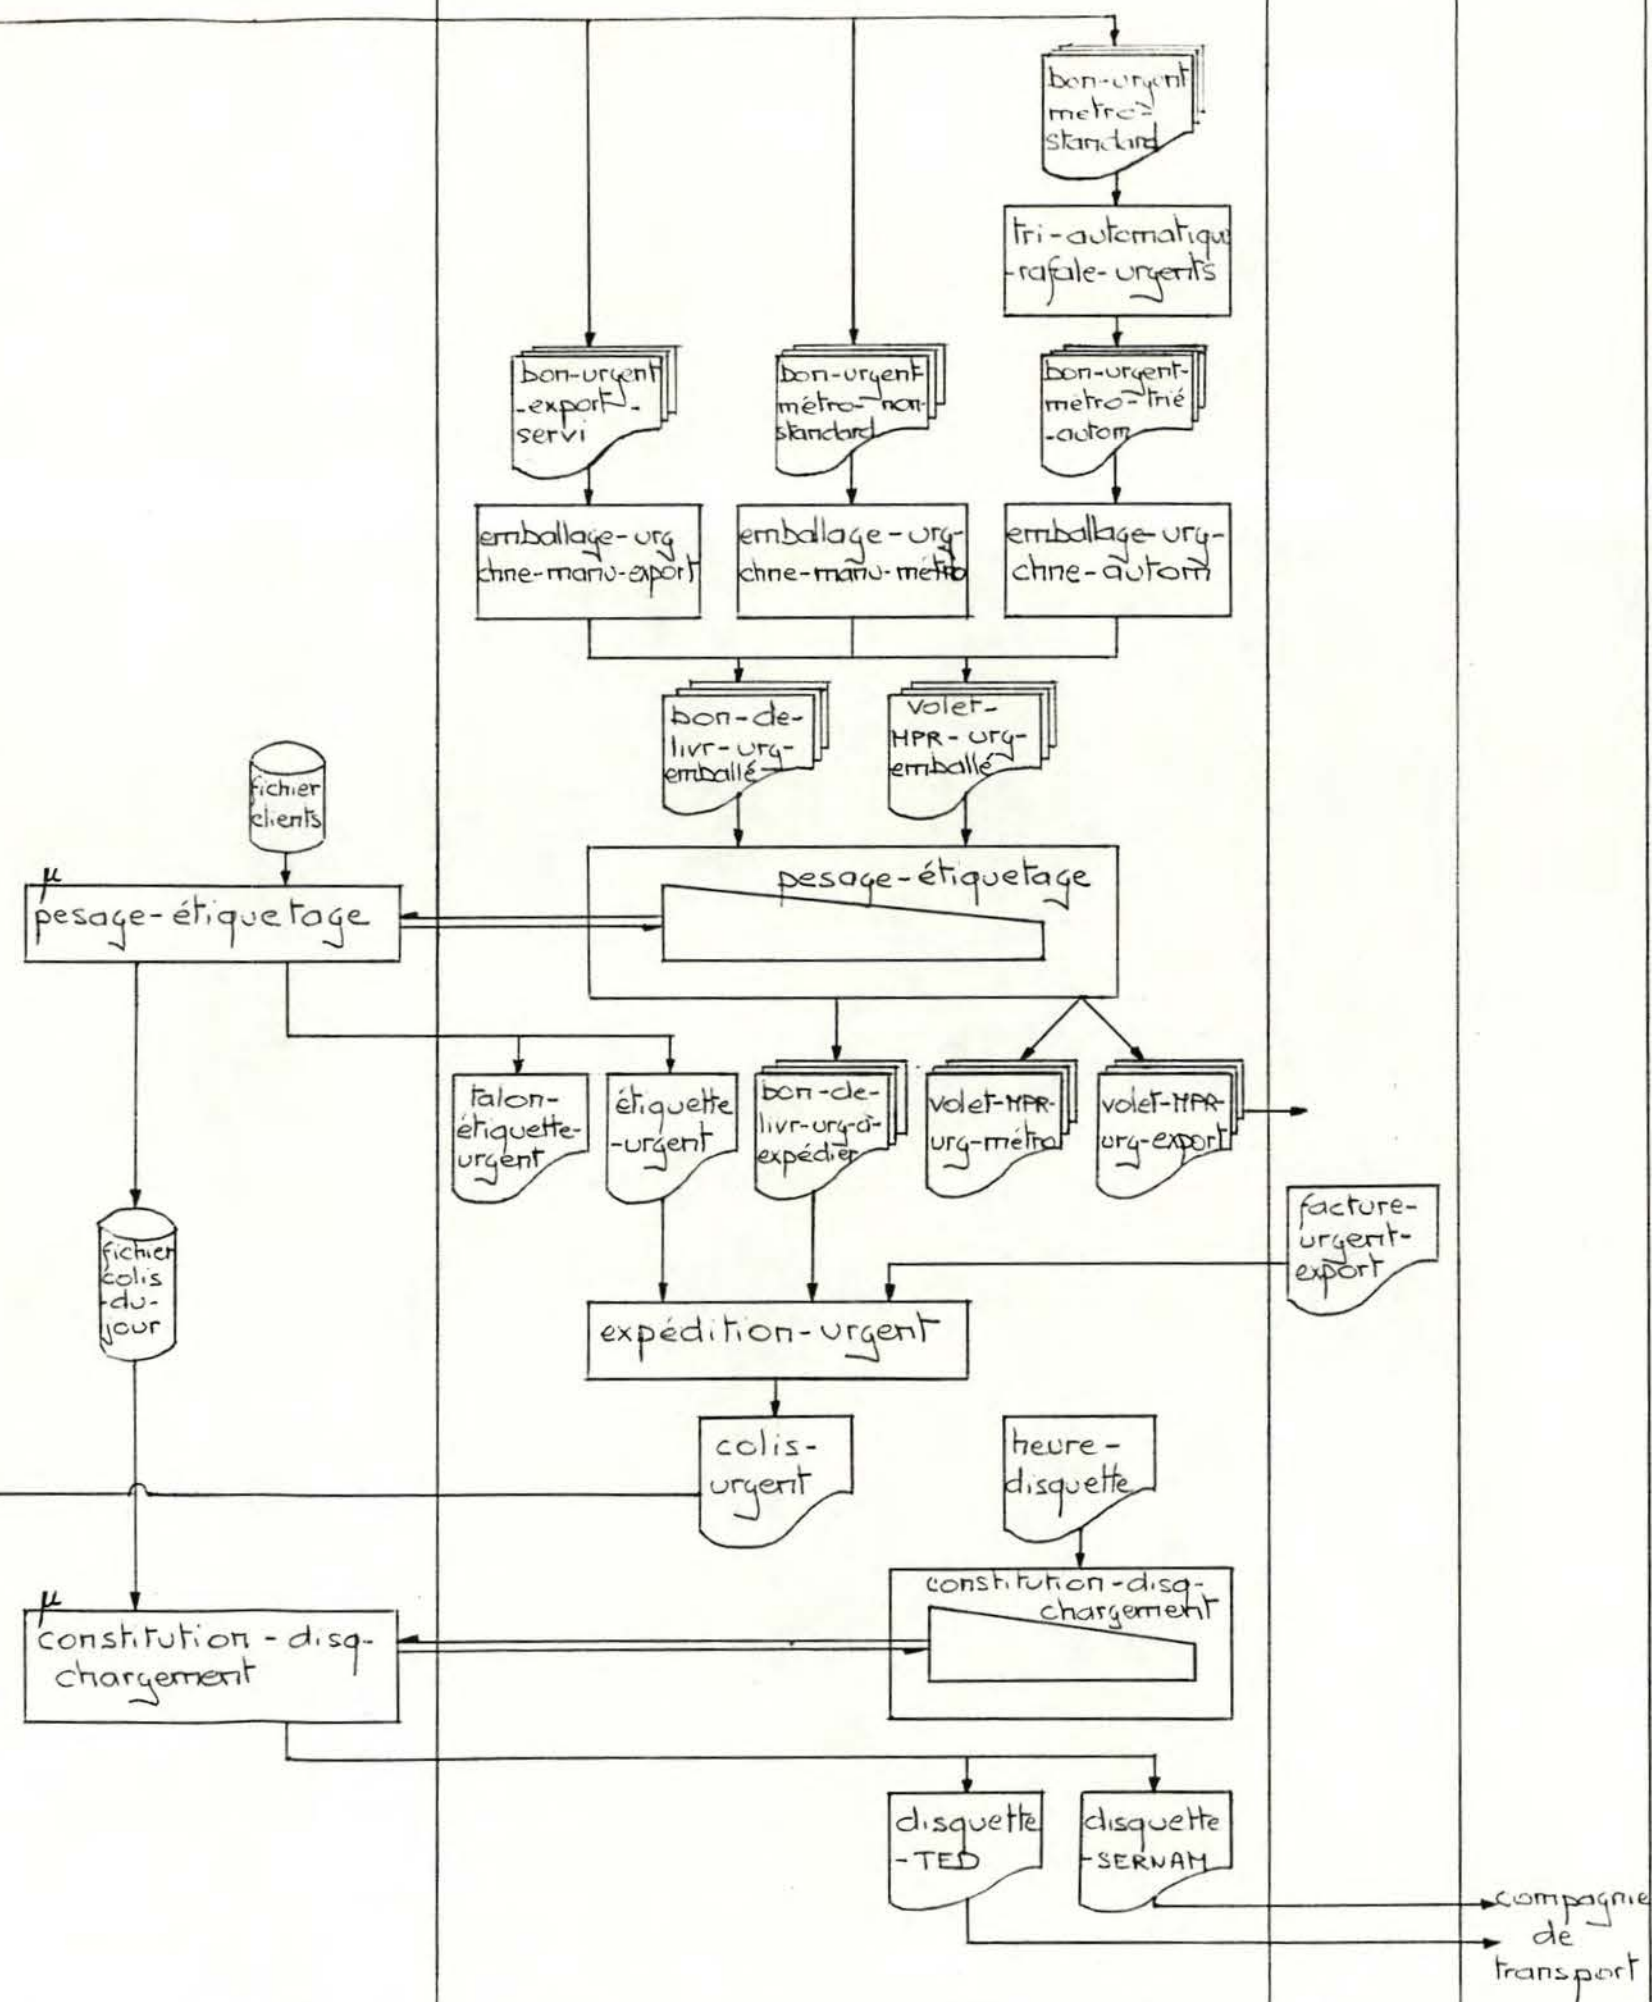 bon-urgent
metro-
standard
tri-automatiqu
-rafale-urgents
bon-urgent
-export-
servi
bon-urgent
métro-non-
standard
bon-urgent-
métro-trié
-autom
emballage-urg
chne-manu-export
emballage-urg-
chne-manu-métro
emballage-urg-
chne-autom
bon-de-
livr-urg-
emballé
volet-
MPR-urg-
emballé
fichier
clients
µ
pesage-étiquetage
pesage-étiquetage
talon-
étiquette-
urgent
étiquette
-urgent
bon-de-
livr-urg-à-
expédier
volet-MPR-
urg-métro
volet-MPR-
urg-export
facture-
urgent-
export
fichier
colis
-du-
jour
expédition-urgent
colis-
urgent
heure-
disquette
µ
constitution-disq-
chargement
constitution-disq-
chargement
disquette
-TED
disquette
-SERNAM
compagnie
de
transport